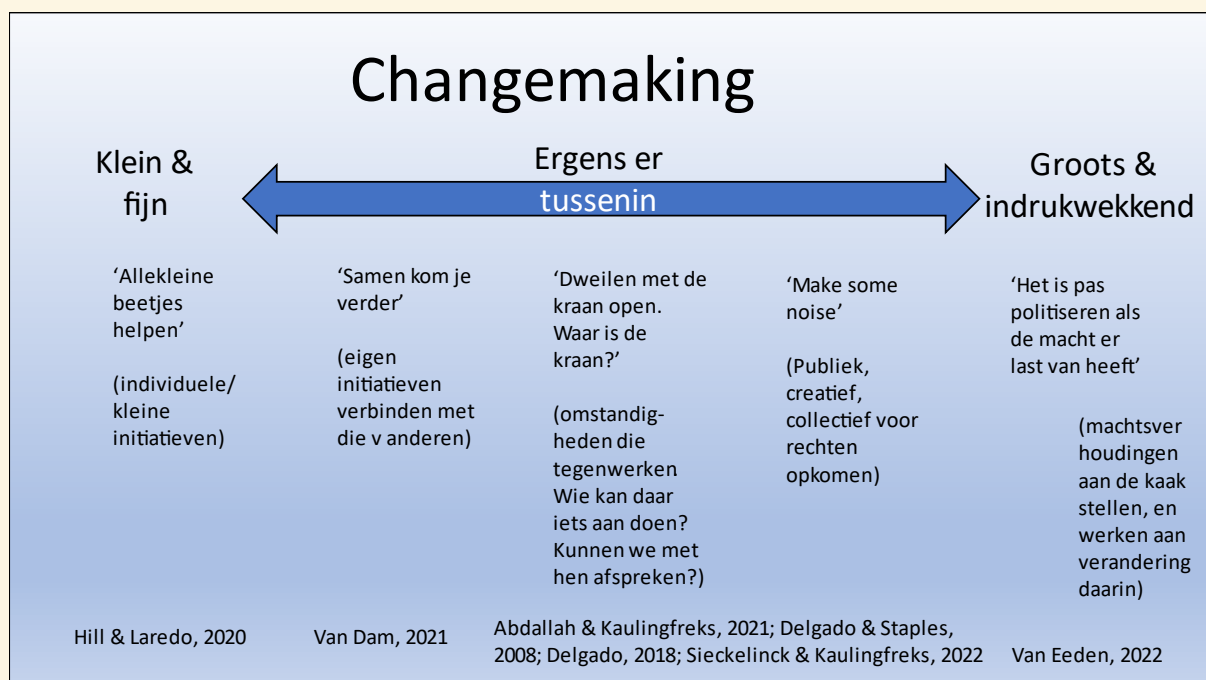 Changemaking
Klein &
fijn
Ergens er
tussenin
Groots &
indrukwekkend
‘Allekleine
beetjes
helpen’
(individuele/
kleine
initiatieven)
‘Samen kom je
verder’
(eigen
initiatieven
verbinden met
die v anderen)
‘Dweilen met de
kraan open.
Waar is de
kraan?’
(omstandig-
heden die
tegenwerken
Wie kan daar
iets aan doen?
Kunnen we met
hen afspreken?)
‘Make some
noise’
(Publiek,
creatief,
collectief voor
rechten
opkomen)
‘Het is pas
politiseren als
de macht er
last van heeft’
(machtsver
houdingen
aan de kaak
stellen, en
werken aan
verandering
daarin)
Hill & Laredo, 2020
Van Dam, 2021
Abdallah & Kaulingfreks, 2021; Delgado & Staples,
2008; Delgado, 2018; Sieckelinck & Kaulingfreks, 2022
Van Eeden, 2022